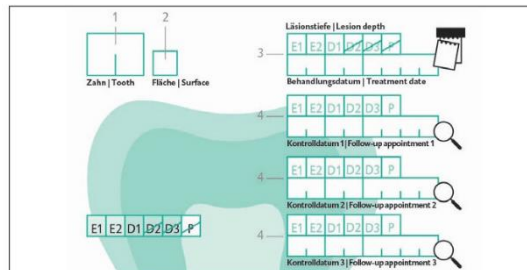 1
2
Zahn | Tooth
Fläche | Surface
Läsionstiefe | Lesion depth
3
E1 E2 D1 D2 D3 P
Behandlungsdatum | Treatment date
4
E1 E2 D1 D2 D3 P
Kontrolldatum 1 | Follow-up appointment 1
4
E1 E2 D1 D2 D3 P
Kontrolldatum 2 | Follow-up appointment 2
E1 E2 D1 D2 D3 P
4
E1 E2 D1 D2 D3 P
Kontrolldatum 3 | Follow-up appointment 3